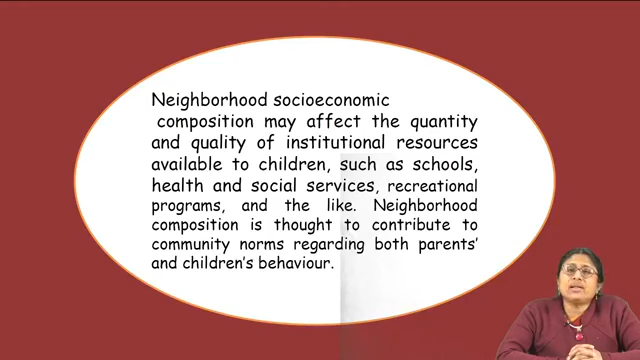 Neighborhood socioeconomic
composition may affect the quantity
and quality of institutional resources
available to children, such as schools,
health and social services, recreational
programs, and the like. Neighborhood
composition is thought to contribute to
community norms regarding both parents'
and children's behaviour.